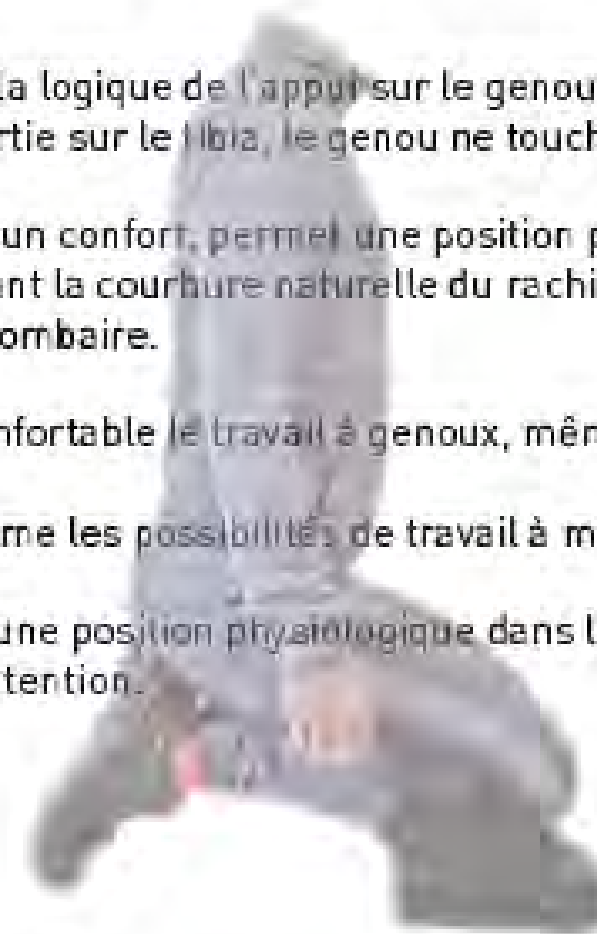 la logique de l'appui sur le genou
rtie sur le tibia, le genou ne touch
un confort, permet une position p
ant la courbure naturelle du rachi
ombaire.
nfortable le travail à genoux, mêm
me les possibilités de travail à m
une position physiologique dans l
tention.